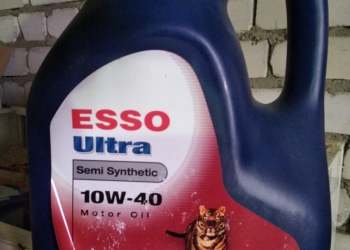 ESSO
Ultra
Semi Synthetic
10W-40
Motor Oil